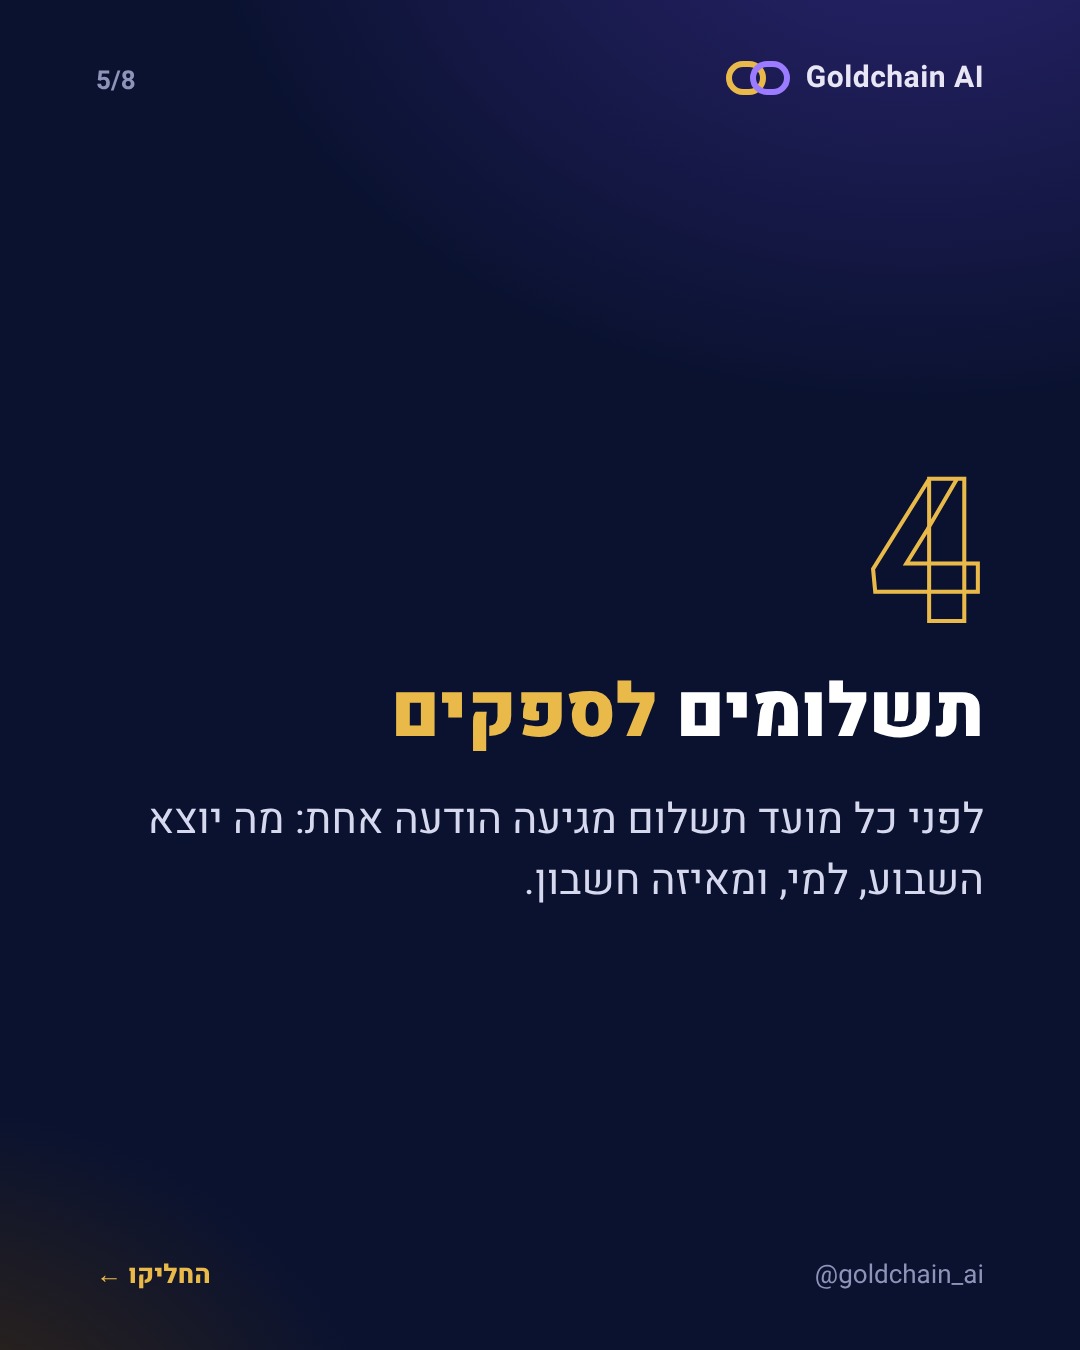 5/8
Goldchain AI
4
תשלומים לספקים
לפני כל מועד תשלום מגיעה הודעה אחת: מה יוצא
השבוע, למי, ומאיזה חשבון.
החליקו ←
@goldchain_ai